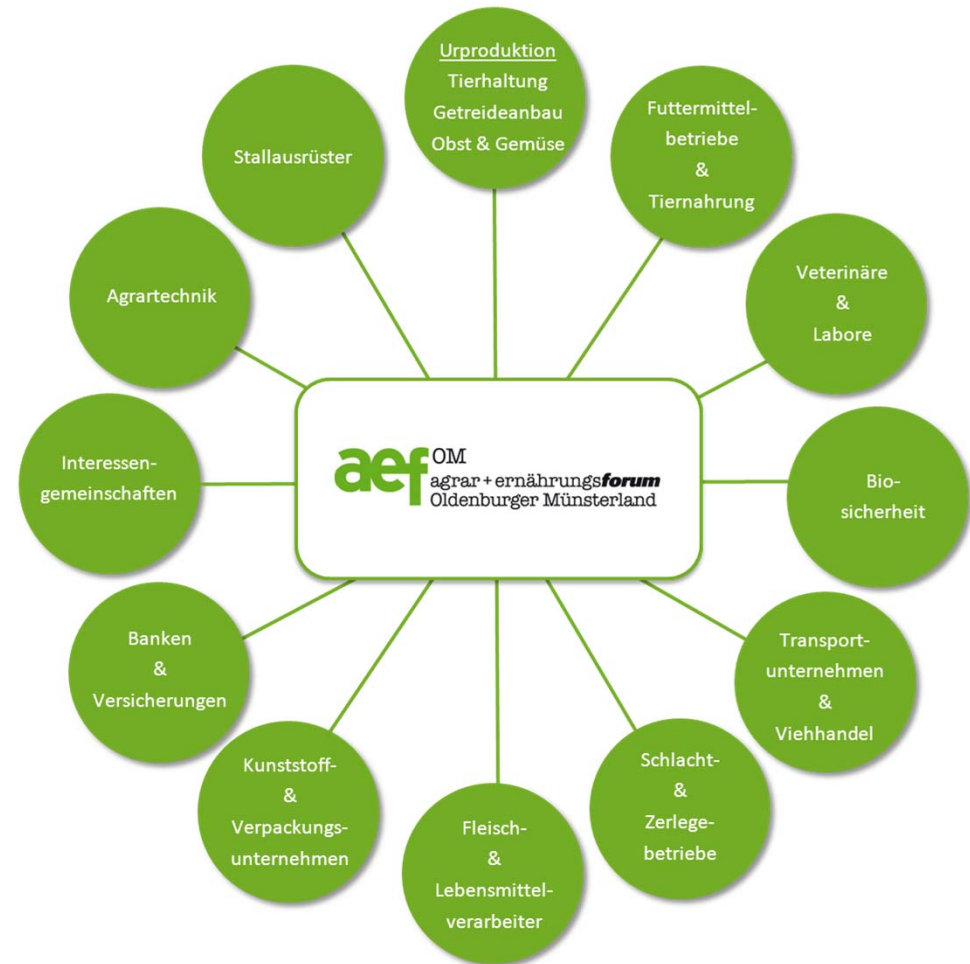 Urproduktion
Tierhaltung
Getreideanbau
Obst & Gemüse
Futtermittel-
betriebe
&
Tiernahrung
Veterinäre
&
Labore
Bio-
sicherheit
Transport-
unternehmen
&
Viehhandel
Schlacht-
&
Zerlege-
betriebe
Fleisch-
&
Lebensmittel-
verarbeiter
Kunststoff-
&
Verpackungs-
unternehmen
Banken
&
Versicherungen
Interessen-
gemeinschaften
Agrartechnik
Stallausrüster
aef OM
agrar+ernährungsforum
Oldenburger Münsterland